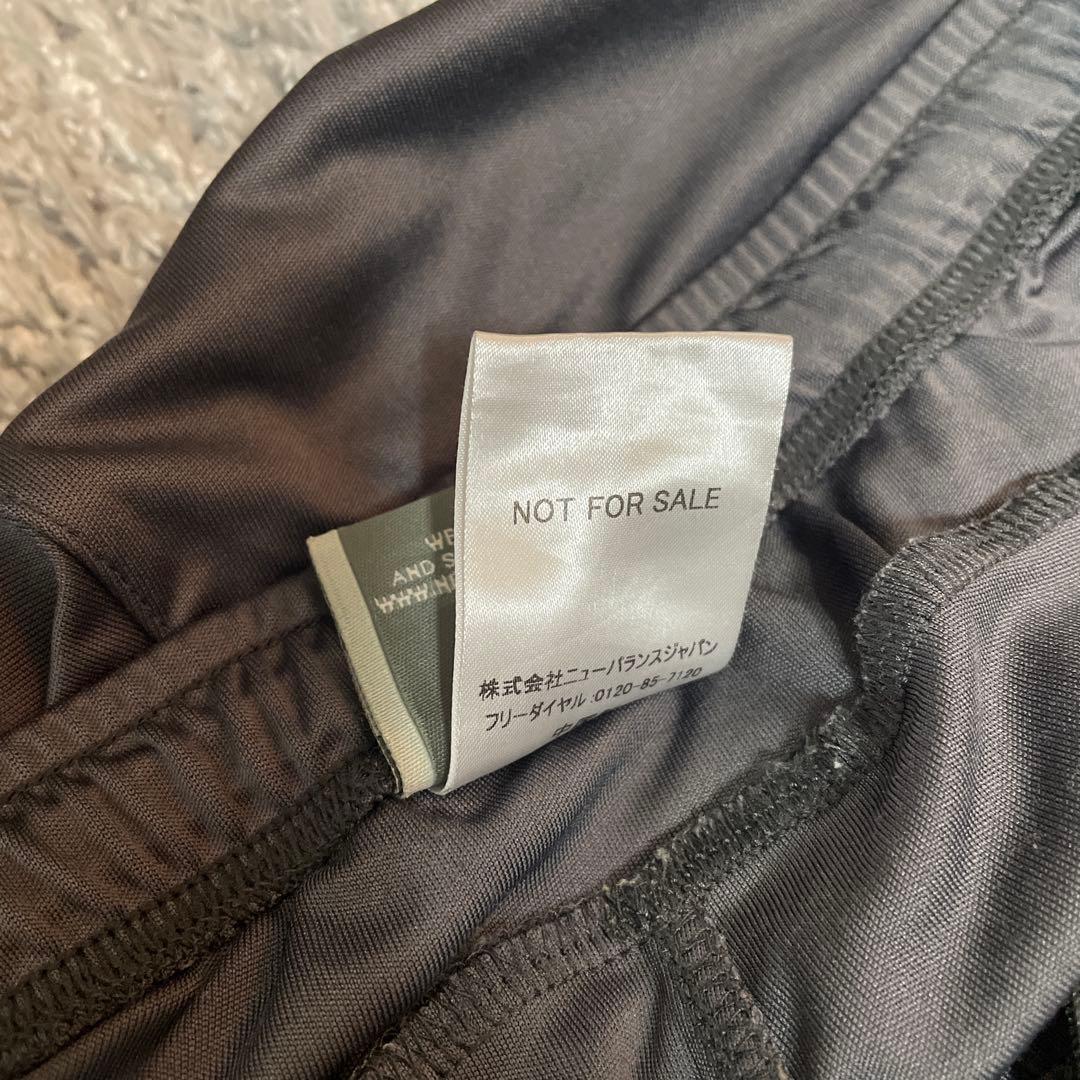 NOT FOR SALE
株式会社ニューバランスジャパン
フリーダイヤル:0120-85-7120
AND